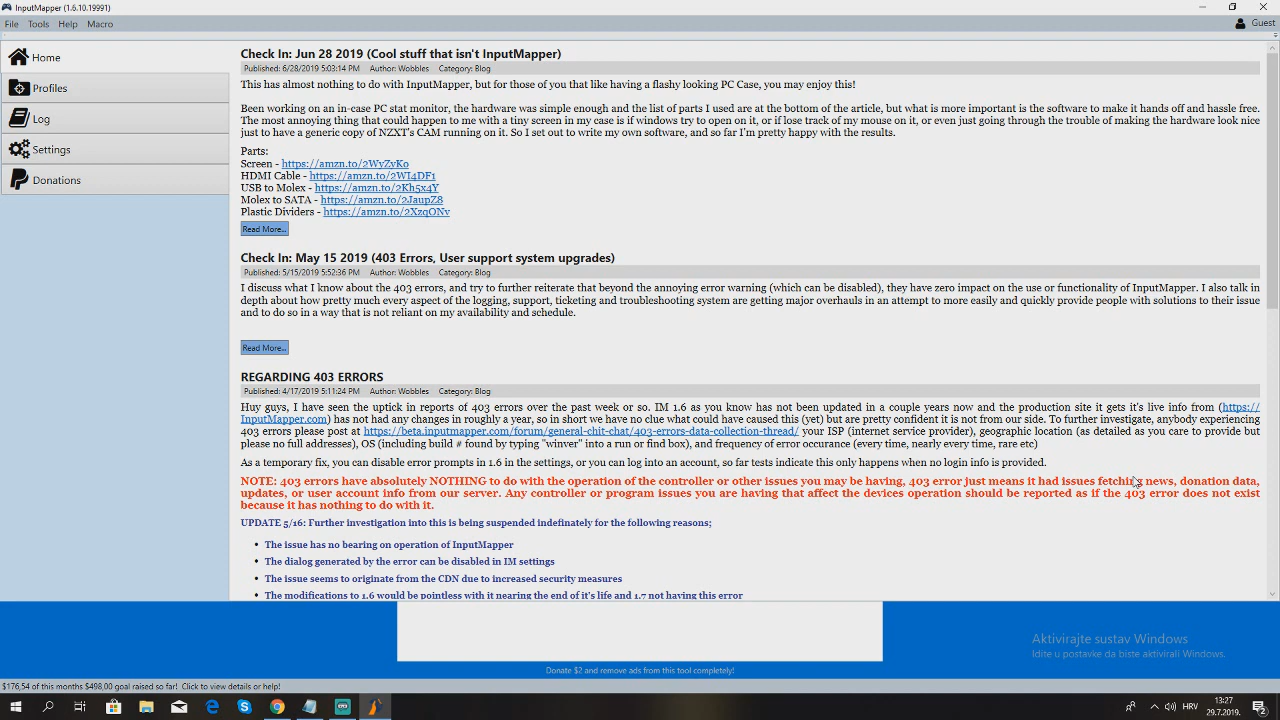 InputMapper (1.6.10.19991)
File Tools Help Macro
Guest
Home
Profiles
Log
Settings
Donations
Check In: Jun 28 2019 (Cool stuff that isn't InputMapper)
Published: 6/28/2019 5:03:14 PM Author: Wobbles Category: Blog
This has almost nothing to do with InputMapper, but for those of you that like having a flashy looking PC Case, you may enjoy this!
Been working on an in-case PC stat monitor, the hardware was simple enough and the list of parts I used are at the bottom of the article, but what is more important is the software to make it hands off and hassle free.
The most annoying thing that could happen to me with a tiny screen in my case is if windows try to open on it, or if lose track of my mouse on it, or even just going through the trouble of making the hardware look nice
just to have a generic copy of NZXT's CAM running on it. So I set out to write my own software, and so far I'm pretty happy with the results.
Parts:
Screen - https://amzn.to/2WyZyKo
HDMI Cable - https://amzn.to/2WI4DF1
USB to Molex - https://amzn.to/2Kh5x4Y
Molex to SATA - https://amzn.to/2JaupZ8
Plastic Dividers - https://amzn.to/2XzqONv
Read More...
Check In: May 15 2019 (403 Errors, User support system upgrades)
Published: 5/15/2019 5:52:36 PM Author: Wobbles Category: Blog
I discuss what I know about the 403 errors, and try to further reiterate that beyond the annoying error warning (which can be disabled), they have zero impact on the use or functionality of InputMapper. I also talk in
depth about how pretty much every aspect of the logging, support, ticketing and troubleshooting system are getting major overhauls in an attempt to more easily and quickly provide people with solutions to their issue
and to do so in a way that is not reliant on my availability and schedule.
Read More...
REGARDING 403 ERRORS
Published: 4/17/2019 5:11:24 PM Author: Wobbles Category: Blog
Huy guys, I have seen the uptick in reports of 403 errors over the past week or so. IM 1.6 as you know has not been updated in a couple years now and the production site it gets it's live info from (https://
InputMapper.com) has not had any changes in roughly a year, so in short we have no clue what could have caused this (yet) but are pretty confident it is not from our side. To further investigate, anybody experiencing
403 errors please post at https://beta.inputmapper.com/forum/general-chit-chat/403-errors-data-collection-thread/ your ISP (internet service provider), geographic location (as detailed as you care to provide but
please no full addresses), OS (including build # found by typing "winver" into a run or find box), and frequency of error occurance (every time, nearly every time, rare etc)
As a temporary fix, you can disable error prompts in 1.6 in the settings, or you can log into an account, so far tests indicate this only happens when no login info is provided.
NOTE: 403 errors have absolutely NOTHING to do with the operation of the controller or other issues you may be having, 403 error just means it had issues fetching news, donation data,
updates, or user account info from our server. Any controller or program issues you are having that affect the devices operation should be reported as if the 403 error does not exist
because it has nothing to do with it.
UPDATE 5/16: Further investigation into this is being suspended indefinately for the following reasons;
• The issue has no bearing on operation of InputMapper
• The dialog generated by the error can be disabled in IM settings
• The issue seems to originate from the CDN due to increased security measures
• The modifications to 1.6 would be pointless with it nearing the end of it's life and 1.7 not having this error
Aktivirajte sustav Windows
Idite u postavke da biste aktivirali Windows.
Donate $2 and remove ads from this tool completely!
$176,54 of this months $498,00 goal raised so far! Click to view details or help!
HRV
13:27
29.7.2019.
2